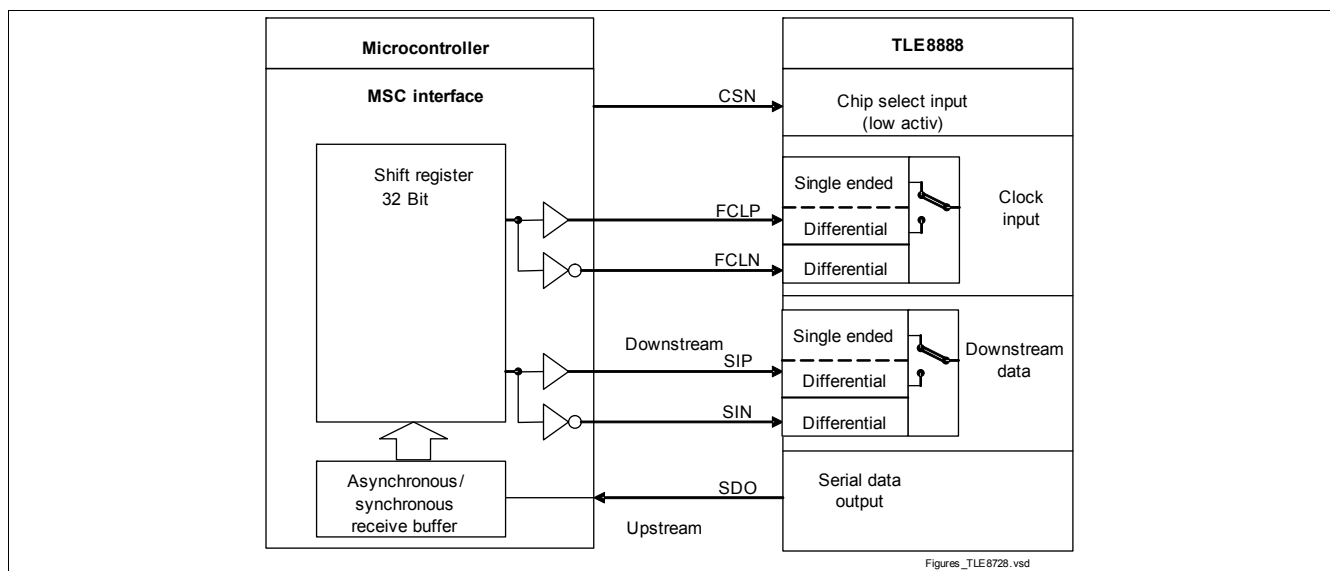 Microcontroller
TLE8888
MSC interface
CSN
Chip select input
(low activ)
Shift register
32 Bit
Single ended
FCLP
Differential
FCLN
Differential
Clock
input
Downstream
Single ended
SIP
Differential
SIN
Differential
Downstream
data
Asynchronous/
synchronous
receive buffer
SDO
Upstream
Serial data
output
Figures_TLE8728.vsd